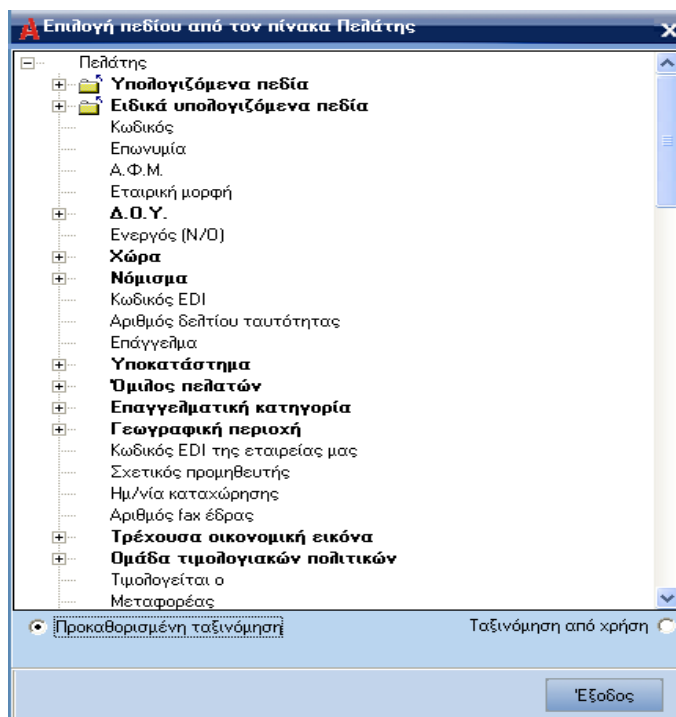 Επιλογή πεδίου από τον πίνακα Πελάτης
Πελάτης
Υπολογιζόμενα πεδία
Ειδικά υπολογιζόμενα πεδία
Κωδικός
Επωνυμία
Α.Φ.Μ.
Εταιρική μορφή
Δ.Ο.Υ.
Ενεργός (Ν/Ο)
Χώρα
Νόμισμα
Κωδικός EDI
Αριθμός δελτίου ταυτότητας
Επάγγελμα
Υποκατάστημα
Όμιλος πελατών
Επαγγελματική κατηγορία
Γεωγραφική περιοχή
Κωδικός EDI της εταιρείας μας
Σχετικός προμηθευτής
Ημ/νία καταχώρησης
Αριθμός fax έδρας
Τρέχουσα οικονομική εικόνα
Ομάδα τιμολογιακών πολιτικών
Τιμολογείται ο
Μεταφορέας
Προκαθορισμένη ταξινόμηση Ταξινόμηση από χρήση
Έξοδος